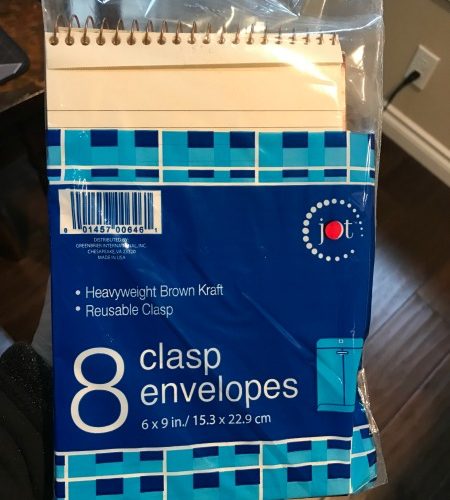 0 01457 00646 1
DISTRIBUTED BY:
GREENBRIER INTERNATIONAL, INC.
CHESAPEAKE, VA 23320
MADE IN USA
jot
• Heavyweight Brown Kraft
• Reusable Clasp
8 clasp
envelopes
6 x 9 in./ 15.3 x 22.9 cm